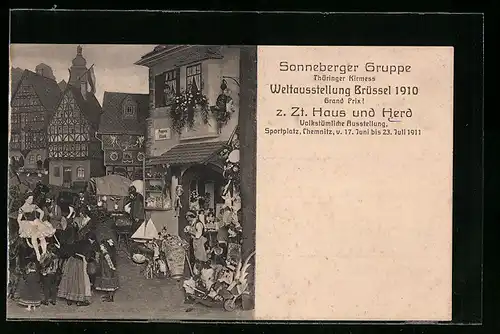 Sonneberger Gruppe
Thüringer Kirmess
Weltausstellung Brüssel 1910
Grand Prix!
z. Zt. Haus und Herd
Volkstümliche Ausstellung,
Sportplatz, Chemnitz, v. 17. Juni bis 23. Juli 1911